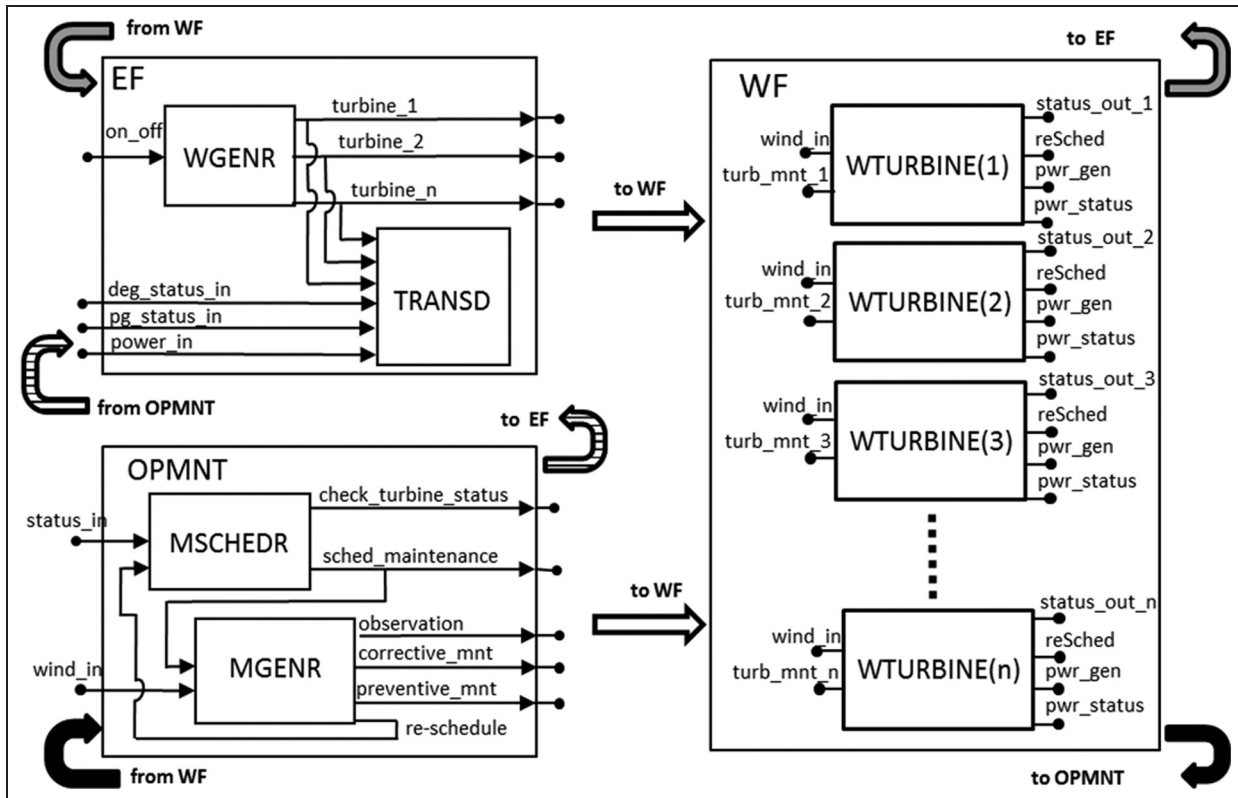 from WF
EF
on_off
WGENR
turbine_1
turbine_2
turbine_n
TRANSD
deg_status_in
pg_status_in
power_in
from OPMNT
to EF
OPMNT
status_in
MSCHEDR
check_turbine_status
sched_maintenance
wind_in
MGENR
observation
corrective_mnt
preventive_mnt
re-schedule
from WF
to WF
to WF
to EF
WF
wind_in
turb_mnt_1
WTURBINE(1)
status_out_1
reSched
pwr_gen
pwr_status
wind_in
turb_mnt_2
WTURBINE(2)
status_out_2
reSched
pwr_gen
pwr_status
wind_in
turb_mnt_3
WTURBINE(3)
status_out_3
reSched
pwr_gen
pwr_status
wind_in
turb_mnt_n
WTURBINE(n)
status_out_n
reSched
pwr_gen
pwr_status
to OPMNT